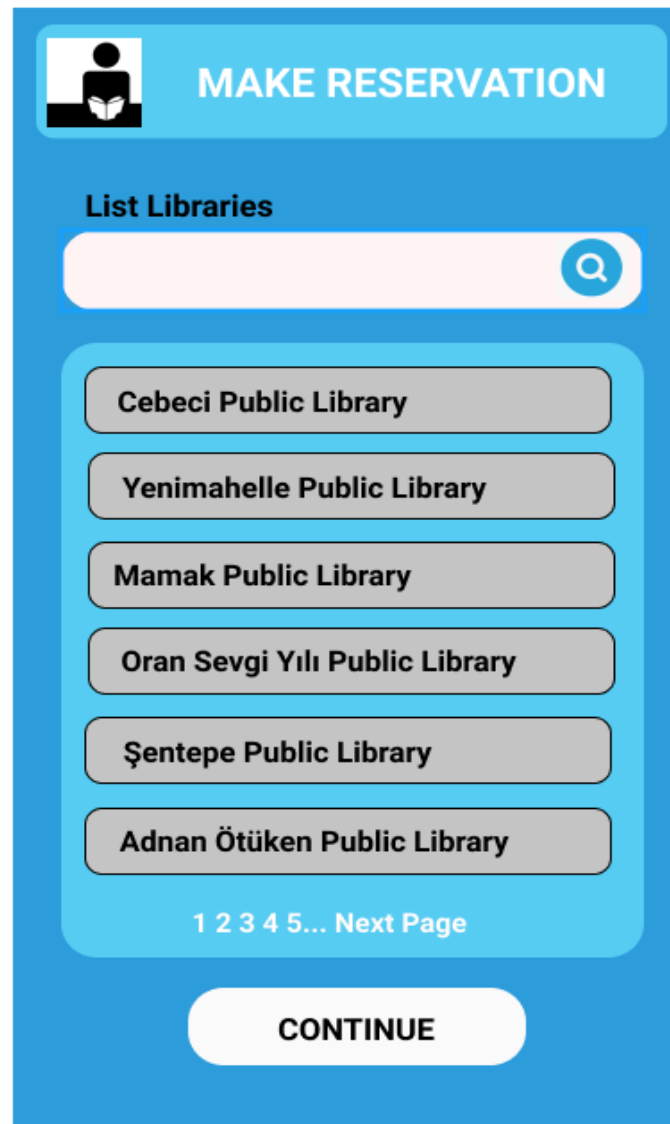 MAKE RESERVATION
List Libraries
Cebeci Public Library
Yenimahelle Public Library
Mamak Public Library
Oran Sevgi Yılı Public Library
Şentepe Public Library
Adnan Ötüken Public Library
1 2 3 4 5... Next Page
CONTINUE